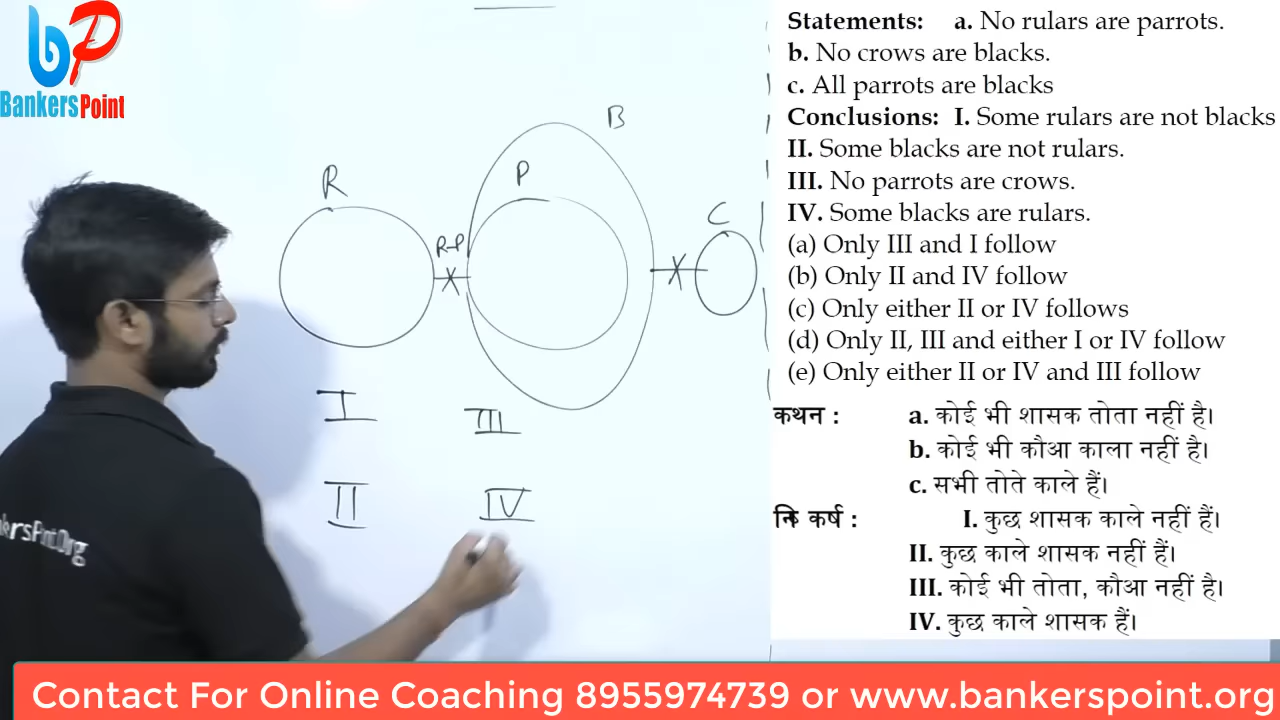 bp
BankersPoint
Statements: a. No rulars are parrots.
b. No crows are blacks.
c. All parrots are blacks
Conclusions: I. Some rulars are not blacks
II. Some blacks are not rulars.
III. No parrots are crows.
IV. Some blacks are rulars.
(a) Only III and I follow
(b) Only II and IV follow
(c) Only either II or IV follows
(d) Only II, III and either I or IV follow
(e) Only either II or IV and III follow
कथन : a. कोई भी शासक तोता नहीं है।
b. कोई भी कौआ काला नहीं है।
c. सभी तोते काले हैं।
निष्कर्ष : I. कुछ शासक काले नहीं हैं।
II. कुछ काले शासक नहीं हैं।
III. कोई भी तोता, कौआ नहीं है।
IV. कुछ काले शासक हैं।
R
R-P
P
B
C
I
III
II
IV
kersPoint.Org
Contact For Online Coaching 8955974739 or www.bankerspoint.org